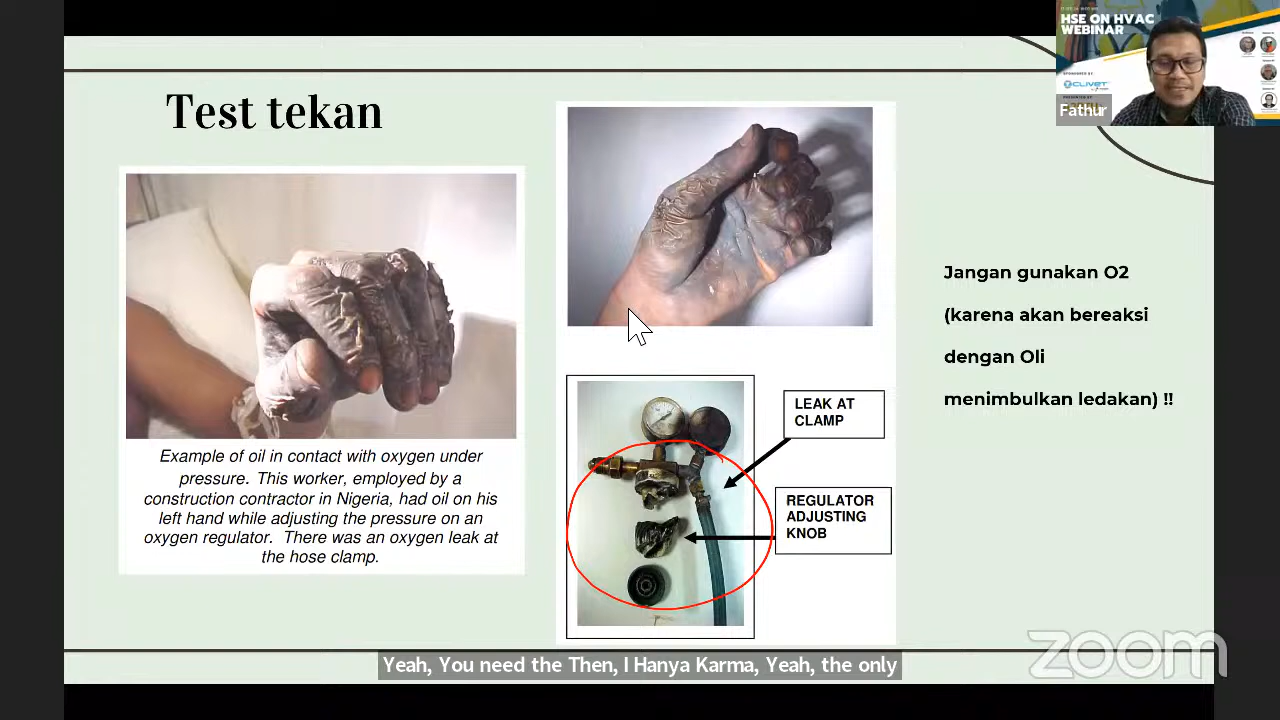 HSE ON HVAC
WEBINAR
CLIVET
Fathur
Test tekan
Example of oil in contact with oxygen under
pressure. This worker, employed by a
construction contractor in Nigeria, had oil on his
left hand while adjusting the pressure on an
oxygen regulator. There was an oxygen leak at
the hose clamp.
LEAK AT
CLAMP
REGULATOR
ADJUSTING
KNOB
Jangan gunakan O2
(karena akan bereaksi
dengan Oli
menimbulkan ledakan) !!
zoom
Yeah, You need the Then, I Hanya Karma, Yeah, the only